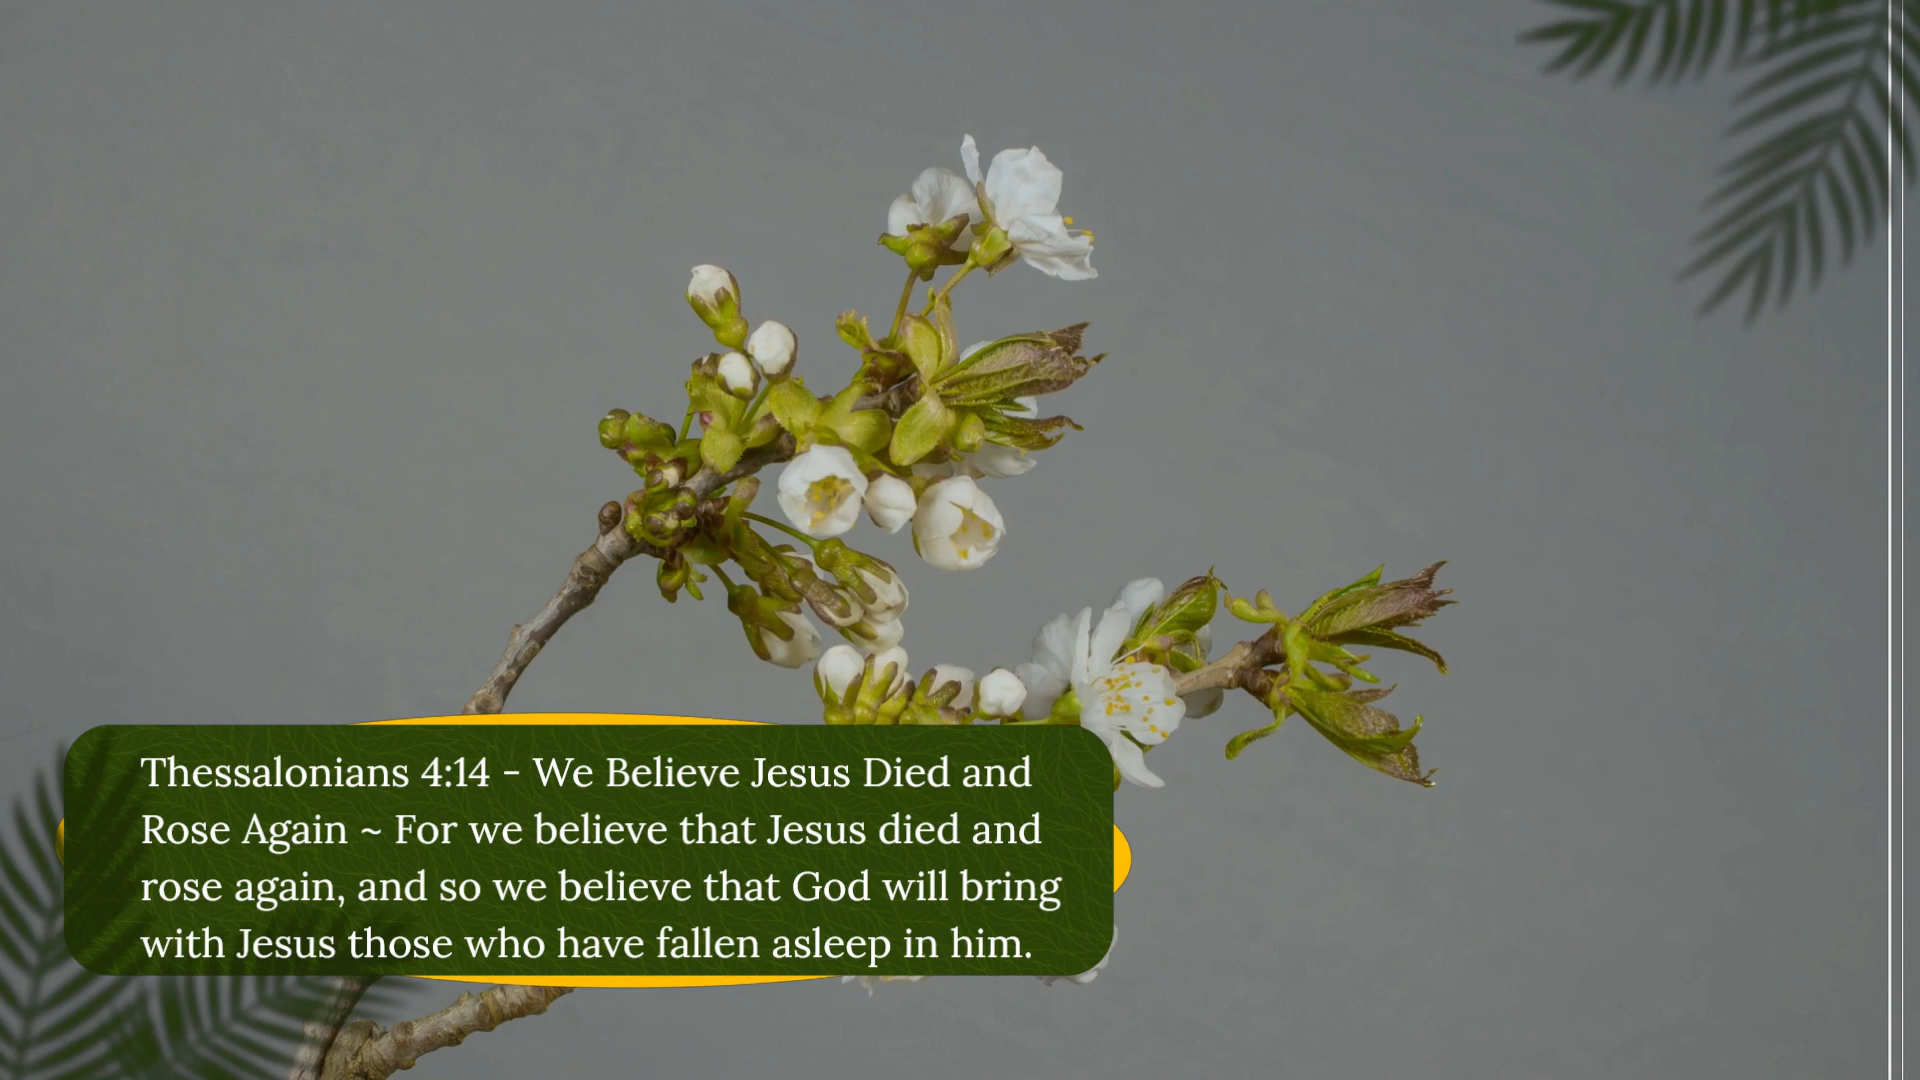 Thessalonians 4:14 - We Believe Jesus Died and
Rose Again ~ For we believe that Jesus died and
rose again, and so we believe that God will bring
with Jesus those who have fallen asleep in him.